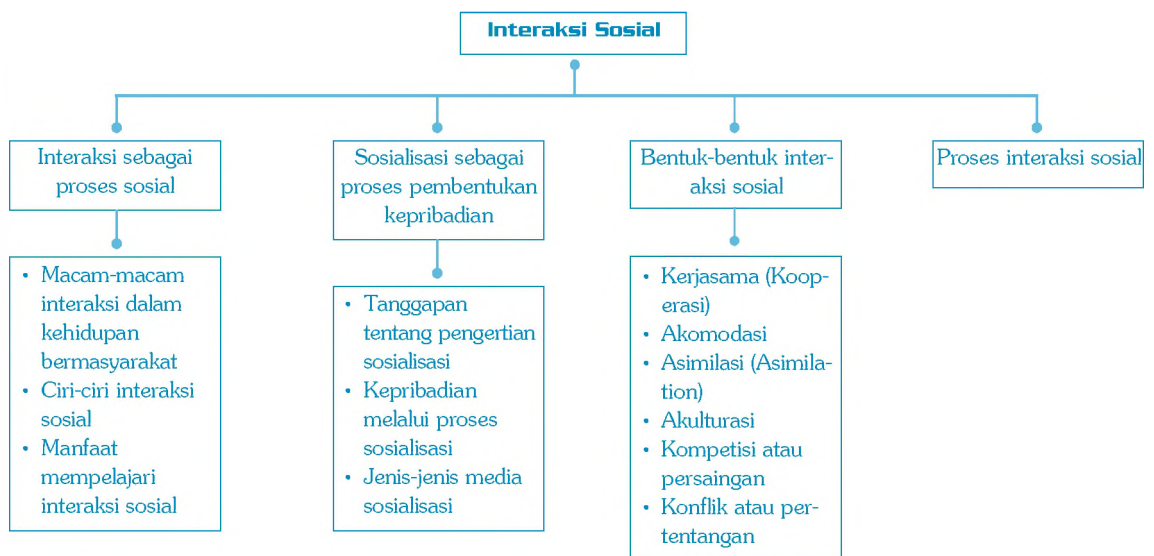 Interaksi Sosial
Interaksi sebagai
proses sosial
Sosialisasi sebagai
proses pembentukan
kepribadian
Bentuk-bentuk inter-
aksi sosial
Proses interaksi sosial
• Macam-macam
interaksi dalam
kehidupan
bermasyarakat
• Ciri-ciri interaksi
sosial
• Manfaat
mempelajari
interaksi sosial
• Tanggapan
tentang pengertian
sosialisasi
• Kepribadian
melalui proses
sosialisasi
• Jenis-jenis media
sosialisasi
• Kerjasama (Koop-
erasi)
• Akomodasi
• Asimilasi (Asimila-
tion)
• Akulturasi
• Kompetisi atau
persaingan
• Konflik atau per-
tentangan